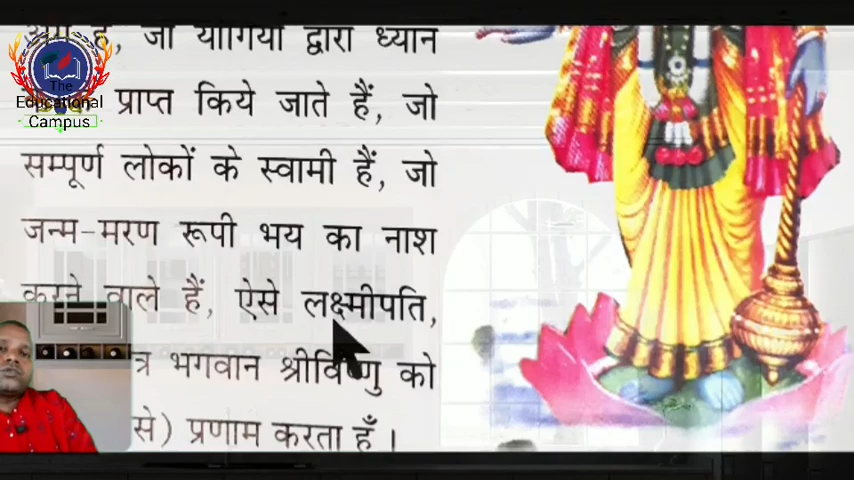 The
Educational
Campus
जो योगियों द्वारा ध्यान
प्राप्त किये जाते हैं, जो
सम्पूर्ण लोकों के स्वामी हैं, जो
जन्म-मरण रूपी भय का नाश
करने वाले हैं, ऐसे लक्ष्मीपति,
भगवान श्रीविष्णु को
से) प्रणाम करता हूँ।